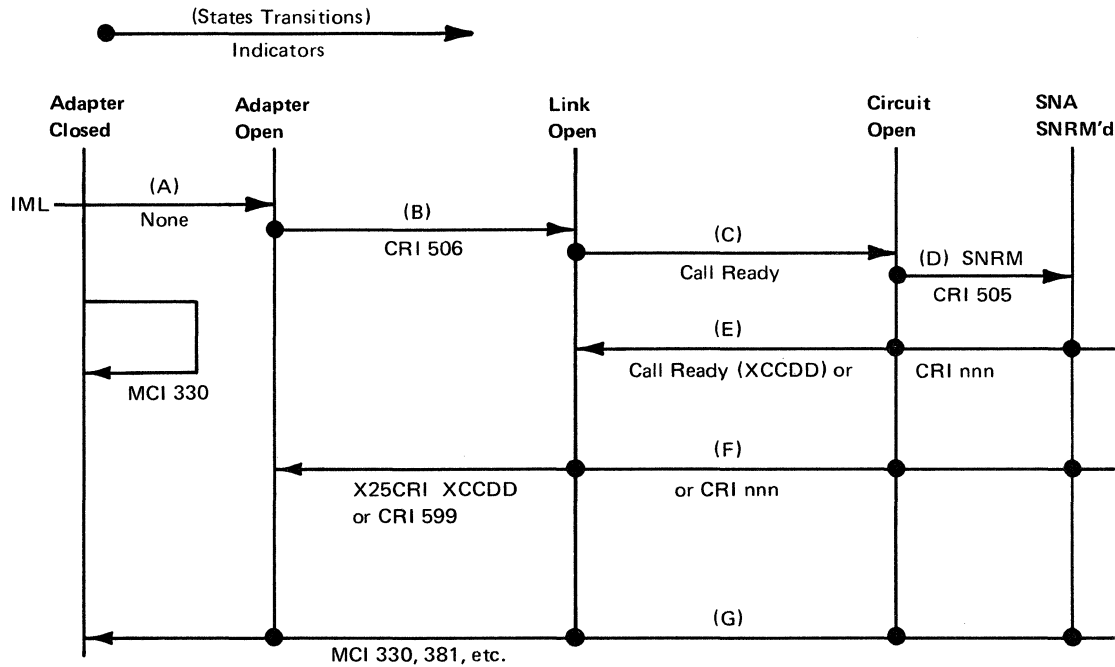 (States Transitions)
Indicators
Adapter
Closed
Adapter
Open
Link
Open
Circuit
Open
SNA
SNRM'd
IML
(A)
None
(B)
CRI 506
(C)
Call Ready
(D) SNRM
CRI 505
MCI 330
(E)
Call Ready (XCCDD) or
CRI nnn
(F)
X25CRI XCCDD
or CRI 599
or CRI nnn
(G)
MCI 330, 381, etc.